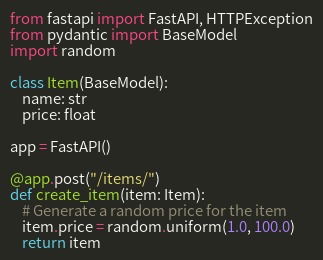 from fastapi import FastAPI, HTTPException
from pydantic import BaseModel
import random

class Item(BaseModel):
    name: str
    price: float

app = FastAPI()

@app.post("/items/")
def create_item(item: Item):
    # Generate a random price for the item
    item.price = random.uniform(1.0, 100.0)
    return item